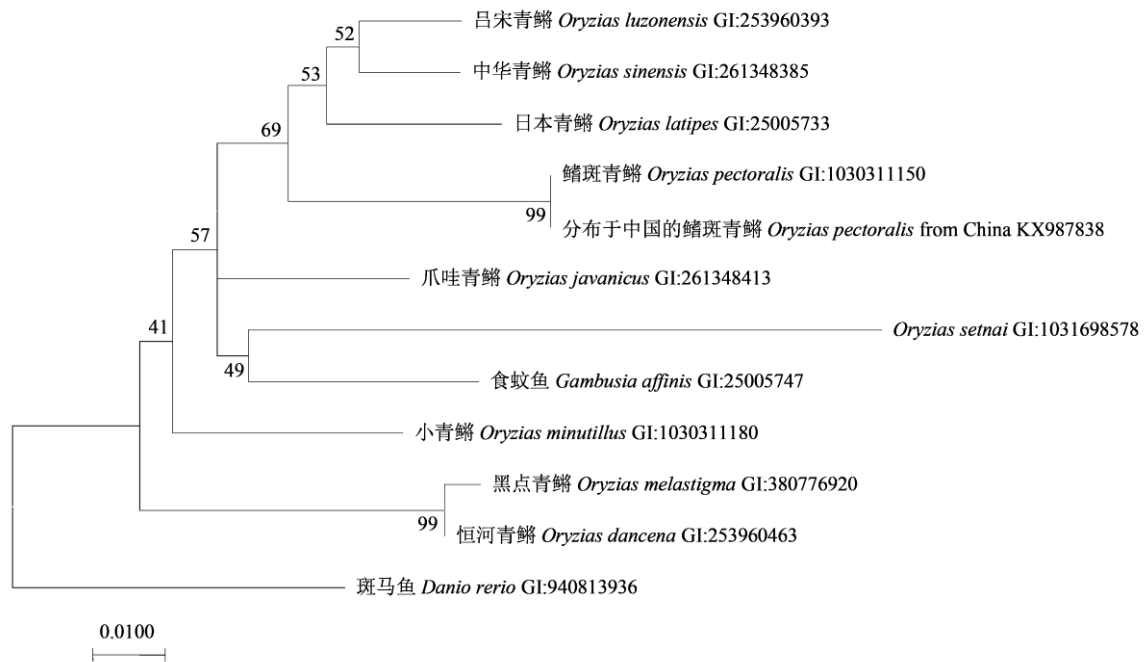 吕宋青鳉 Oryzias luzonensis GI:253960393
52
中华青鳉 Oryzias sinensis GI:261348385
53
日本青鳉 Oryzias latipes GI:25005733
69
鳍斑青鳉 Oryzias pectoralis GI:1030311150
99
分布于中国的鳍斑青鳉 Oryzias pectoralis from China KX987838
57
爪哇青鳉 Oryzias javanicus GI:261348413
41
Oryzias setnai GI:1031698578
49
食蚊鱼 Gambusia affinis GI:25005747
小青鳉 Oryzias minutillus GI:1030311180
黑点青鳉 Oryzias melastigma GI:380776920
99
恒河青鳉 Oryzias dancena GI:253960463
斑马鱼 Danio rerio GI:940813936
0.0100